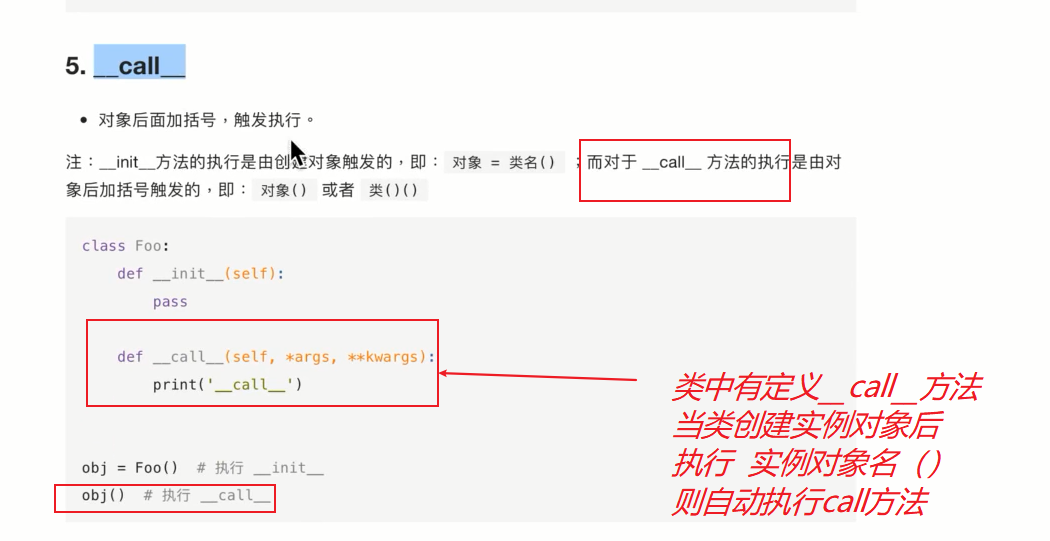 5. __call__
• 对象后面加括号，触发执行。
注：__init__方法的执行是由创建对象触发的，即： 对象 = 类名() ；而对于 __call__ 方法的执行是由对
象后加括号触发的，即： 对象() 或者 类()()
class Foo:
    def __init__(self):
        pass
    def __call__(self, *args, **kwargs):
        print('__call__')
类中有定义__call__方法
当类创建实例对象后
执行 实例对象名（）
则自动执行call方法
obj = Foo()  # 执行 __init__
obj()  # 执行 __call__